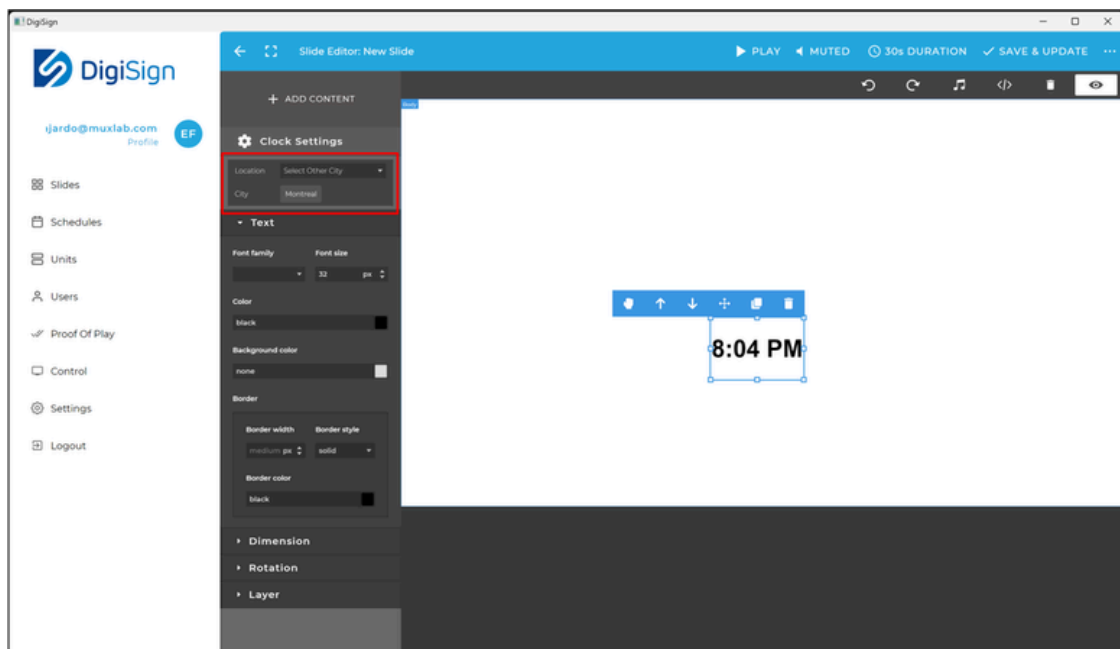 DigiSign
DigiSign
ijardo@muxlab.com
EF
Profile
Slides
Schedules
Units
Users
Proof Of Play
Control
Settings
Logout
Slide Editor: New Slide
PLAY
MUTED
30s DURATION
SAVE & UPDATE
ADD CONTENT
Clock Settings
Location Select Other City
City Montreal
Text
Font family Font size
32 px
Color
black
Background color
none
Border
Border width Border style
medium px solid
Border color
black
Dimension
Rotation
Layer
Body
8:04 PM